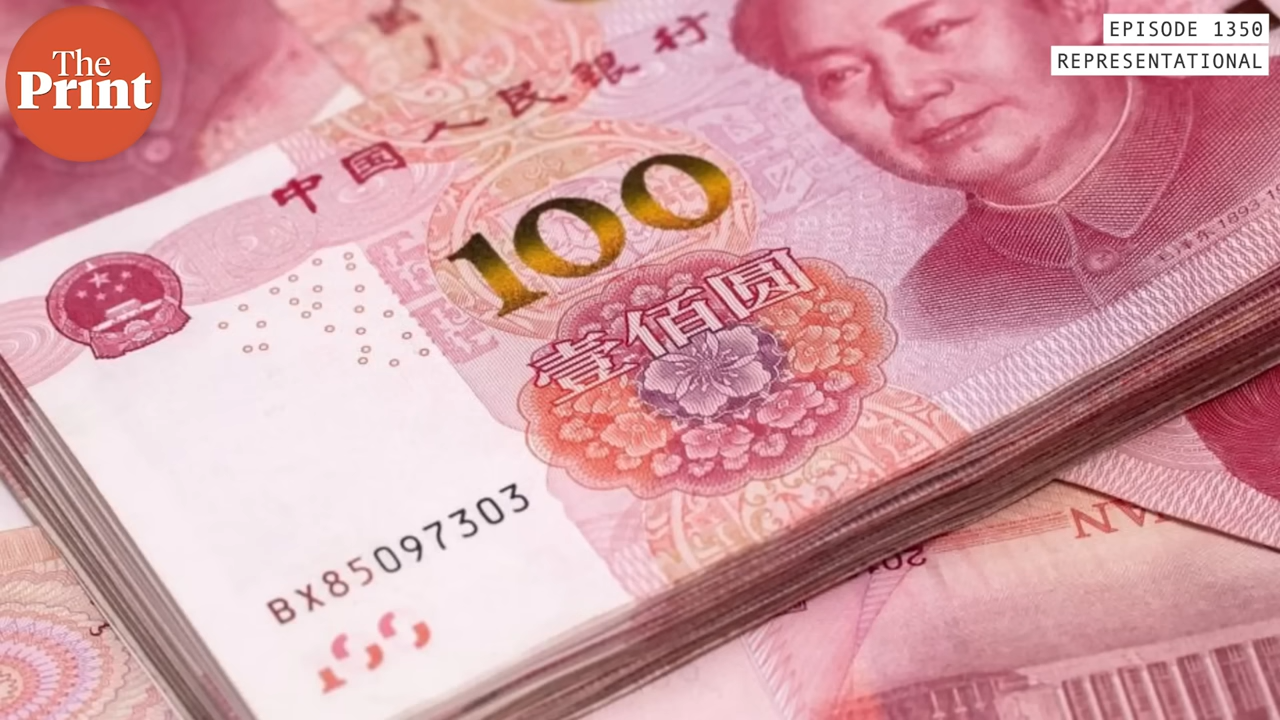 The
Print
EPISODE 1350
REPRESENTATIONAL
中国人民银行
100
壹佰圆
BX85097303